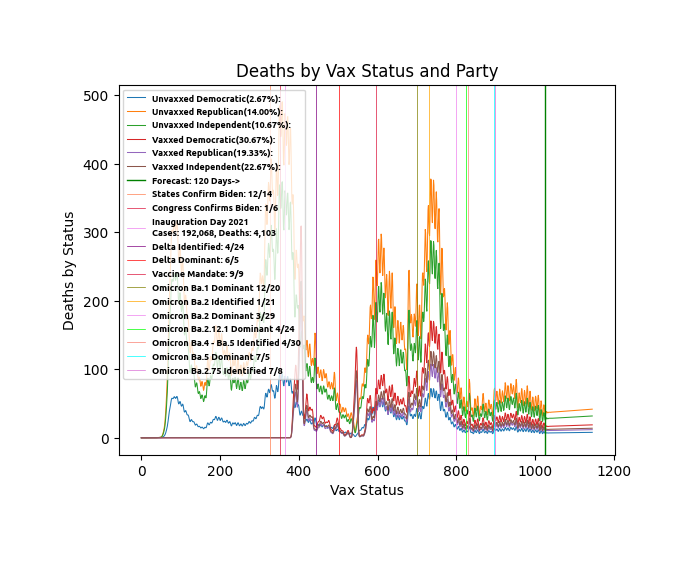 Deaths by Vax Status and Party
Deaths by Status
500
400
300
200
100
0
Unvaxxed Democratic(2.67%):
Unvaxxed Republican(14.00%):
Unvaxxed Independent(10.67%):
Vaxxed Democratic(30.67%):
Vaxxed Republican(19.33%):
Vaxxed Independent(22.67%):
Forecast: 120 Days->
States Confirm Biden: 12/14
Congress Confirms Biden: 1/6
Inauguration Day 2021
Cases: 192,068, Deaths: 4,103
Delta Identified: 4/24
Delta Dominant: 6/5
Vaccine Mandate: 9/9
Omicron Ba.1 Dominant 12/20
Omicron Ba.2 Identified 1/21
Omicron Ba.2 Dominant 3/29
Omicron Ba.2.12.1 Dominant 4/24
Omicron Ba.4 - Ba.5 Identified 4/30
Omicron Ba.5 Dominant 7/5
Omicron Ba.2.75 Identified 7/8
0 200 400 600 800 1000 1200
Vax Status